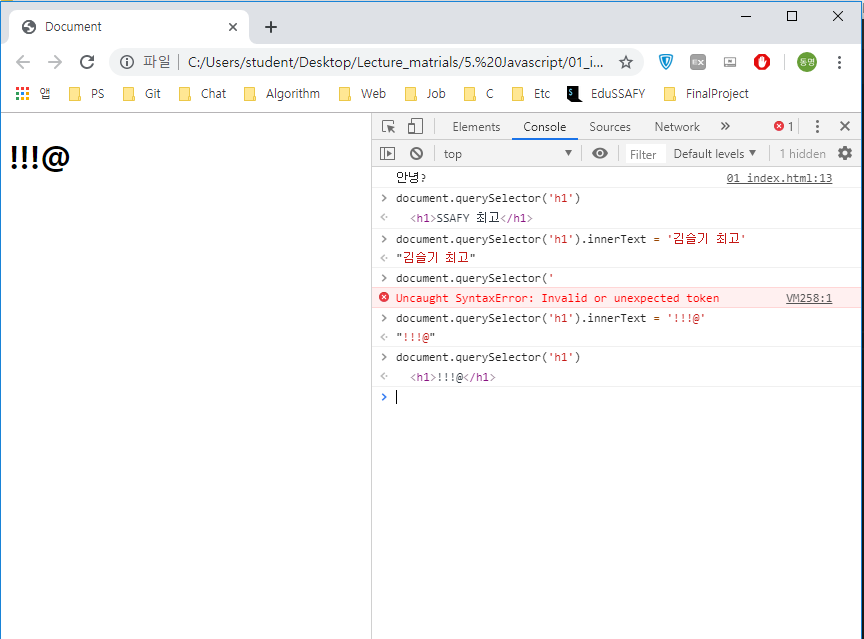 Document
파일 C:/Users/student/Desktop/Lecture_matrials/5.%20Javascript/01_i... 동명
앱 PS Git Chat Algorithm Web Job C Etc EduSSAFY FinalProject
!!!@
Elements Console Sources Network » 1
top Filter Default levels ▼ 1 hidden
안녕? 01 index.html:13
> document.querySelector('h1')
<h1>SSAFY 최고</h1>
> document.querySelector('h1').innerText = '김슬기 최고'
"김슬기 최고"
> document.querySelector('
Uncaught SyntaxError: Invalid or unexpected token VM258:1
> document.querySelector('h1').innerText = '!!!@'
"!!!@"
> document.querySelector('h1')
<h1>!!!@</h1>
>